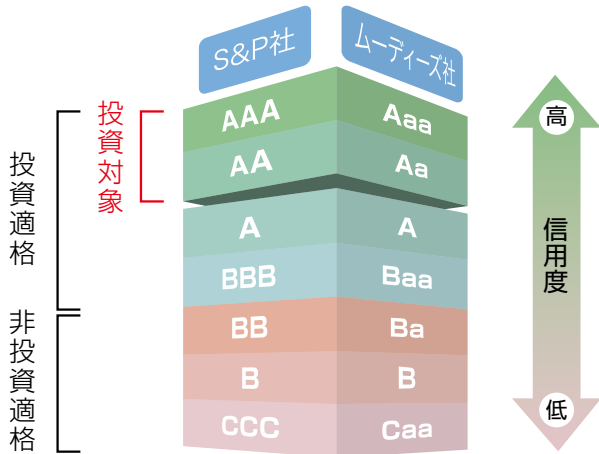 S&P社 ムーディーズ社
投資適格
投資対象
AAA Aaa
AA Aa
A A
BBB Baa
非投資適格
BB Ba
B B
CCC Caa
高
信用度
低